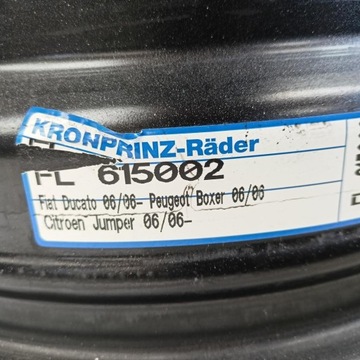 KRONPRINZ-Räder
FL 615002
Fiat Ducato 06/06- Peugeot Boxer 06/06
Citroen Jumper 06/06-